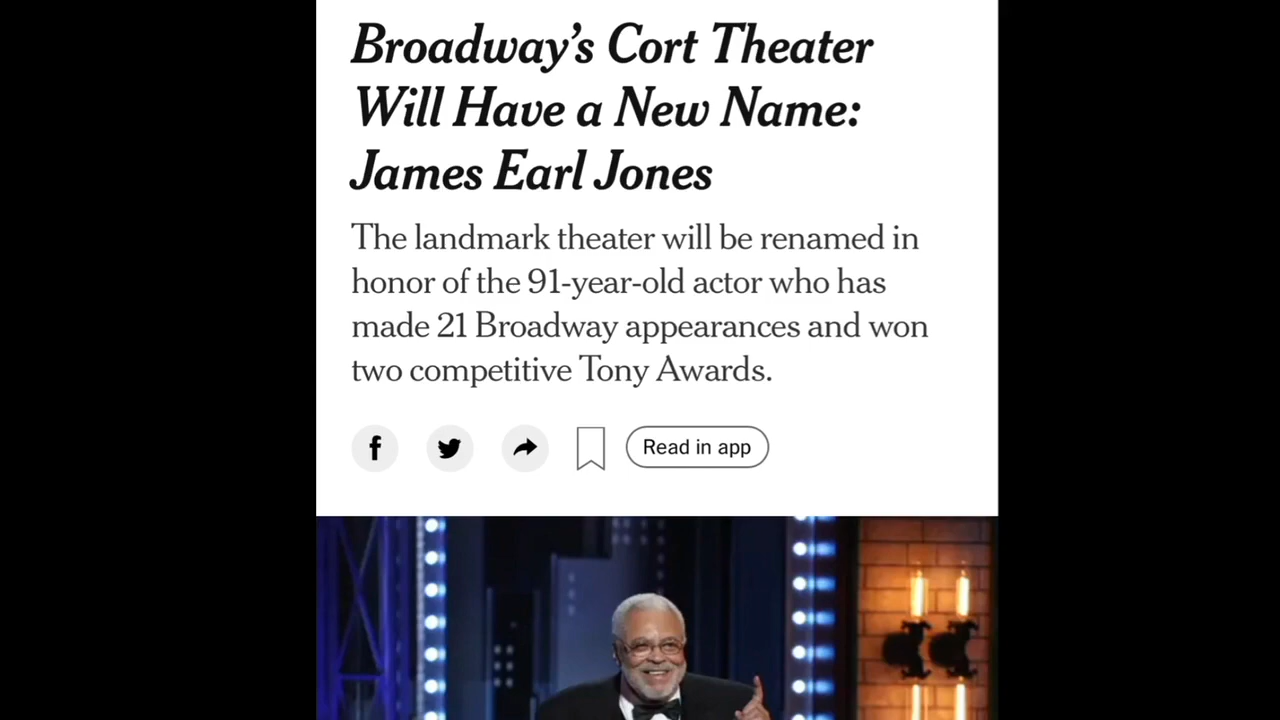 Broadway’s Cort Theater
Will Have a New Name:
James Earl Jones
The landmark theater will be renamed in
honor of the 91-year-old actor who has
made 21 Broadway appearances and won
two competitive Tony Awards.
Read in app